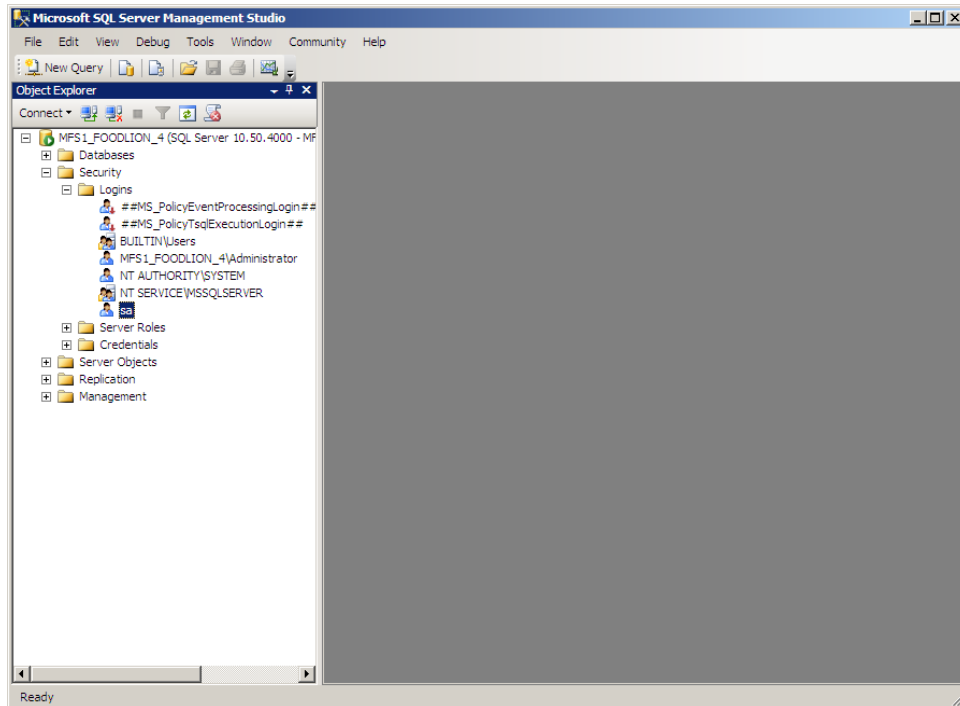 Microsoft SQL Server Management Studio
File Edit View Debug Tools Window Community Help
New Query
Object Explorer
Connect
MFS1_FOODLION_4 (SQL Server 10.50.4000 - MF
Databases
Security
Logins
##MS_PolicyEventProcessingLogin##
##MS_PolicyTsqlExecutionLogin##
BUILTIN\Users
MFS1_FOODLION_4\Administrator
NT AUTHORITY\SYSTEM
NT SERVICE\MSSQLSERVER
sa
Server Roles
Credentials
Server Objects
Replication
Management
Ready